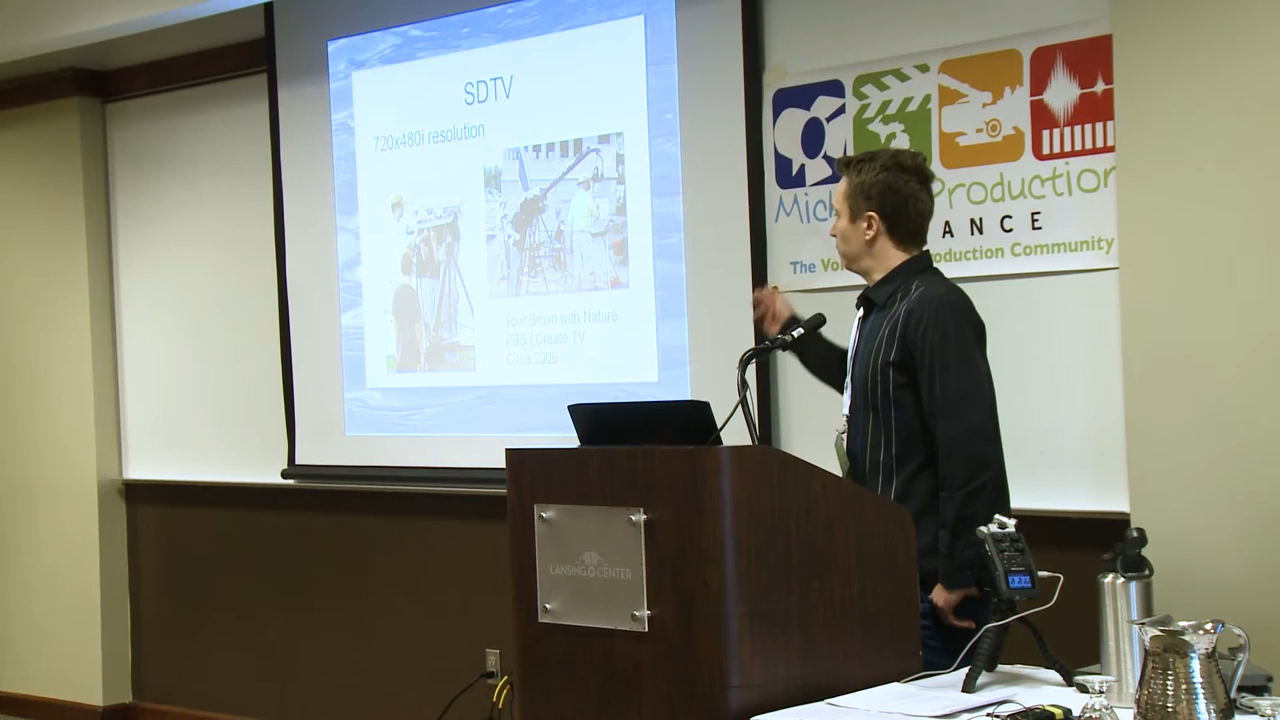 SDTV
720x480i resolution
Your Brush with Nature
PBS / Create TV
Circa 2006
Mich Production
ANCE
The Vo roduction Community
LANSING CENTER